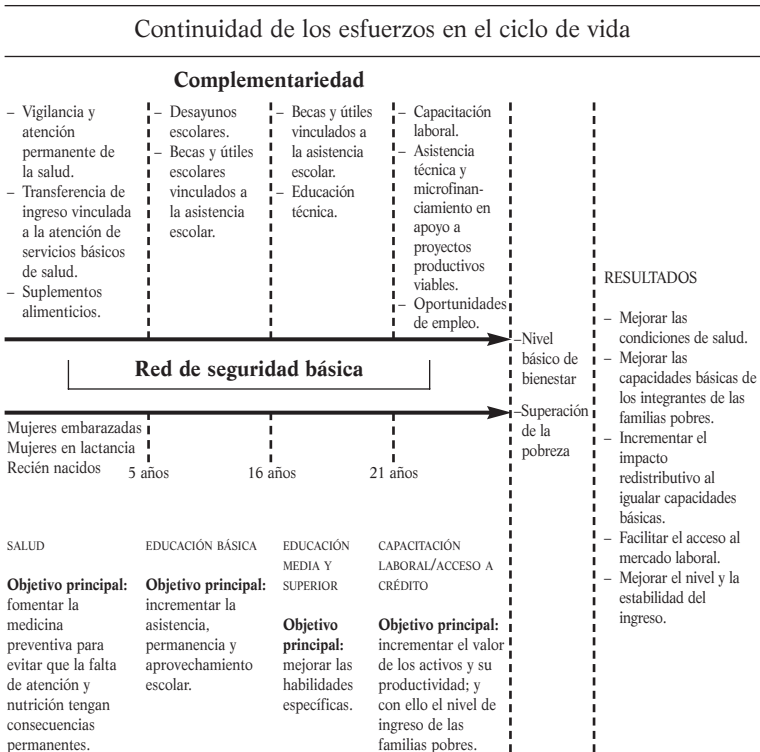 Continuidad de los esfuerzos en el ciclo de vida
Complementariedad
– Vigilancia y
atención
permanente de
la salud.
– Transferencia de
ingreso vinculada
a la atención de
servicios básicos
de salud.
– Suplementos
alimenticios.
– Desayunos
escolares.
– Becas y útiles
escolares
vinculados a
la asistencia
escolar.
– Becas y útiles
vinculados a
la asistencia
escolar.
– Educación
técnica.
– Capacitación
laboral.
– Asistencia
técnica y
microfinan-
ciamiento en
apoyo a
proyectos
productivos
viables.
– Oportunidades
de empleo.
Red de seguridad básica
–Nivel
básico de
bienestar
–Superación
de la
pobreza
Mujeres embarazadas
Mujeres en lactancia
Recién nacidos
5 años
16 años
21 años
SALUD
Objetivo principal:
fomentar la
medicina
preventiva para
evitar que la falta
de atención y
nutrición tengan
consecuencias
permanentes.
EDUCACIÓN BÁSICA
Objetivo principal:
incrementar la
asistencia,
permanencia y
aprovechamiento
escolar.
EDUCACIÓN
MEDIA Y
SUPERIOR
Objetivo
principal:
mejorar las
habilidades
específicas.
CAPACITACIÓN
LABORAL/ACCESO A
CRÉDITO
Objetivo principal:
incrementar el valor
de los activos y su
productividad; y
con ello el nivel de
ingreso de las
familias pobres.
RESULTADOS
– Mejorar las
condiciones de salud.
– Mejorar las
capacidades básicas de
los integrantes de las
familias pobres.
– Incrementar el
impacto
redistributivo al
igualar capacidades
básicas.
– Facilitar el acceso al
mercado laboral.
– Mejorar el nivel y la
estabilidad del
ingreso.